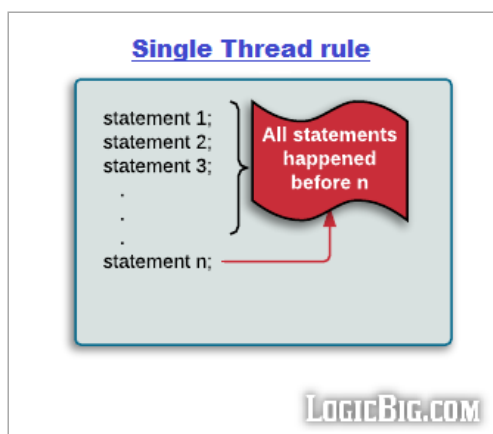 Single Thread rule
statement 1;
statement 2;
statement 3;
.
.
.
statement n;
All statements
happened
before n
LOGICBIG.COM